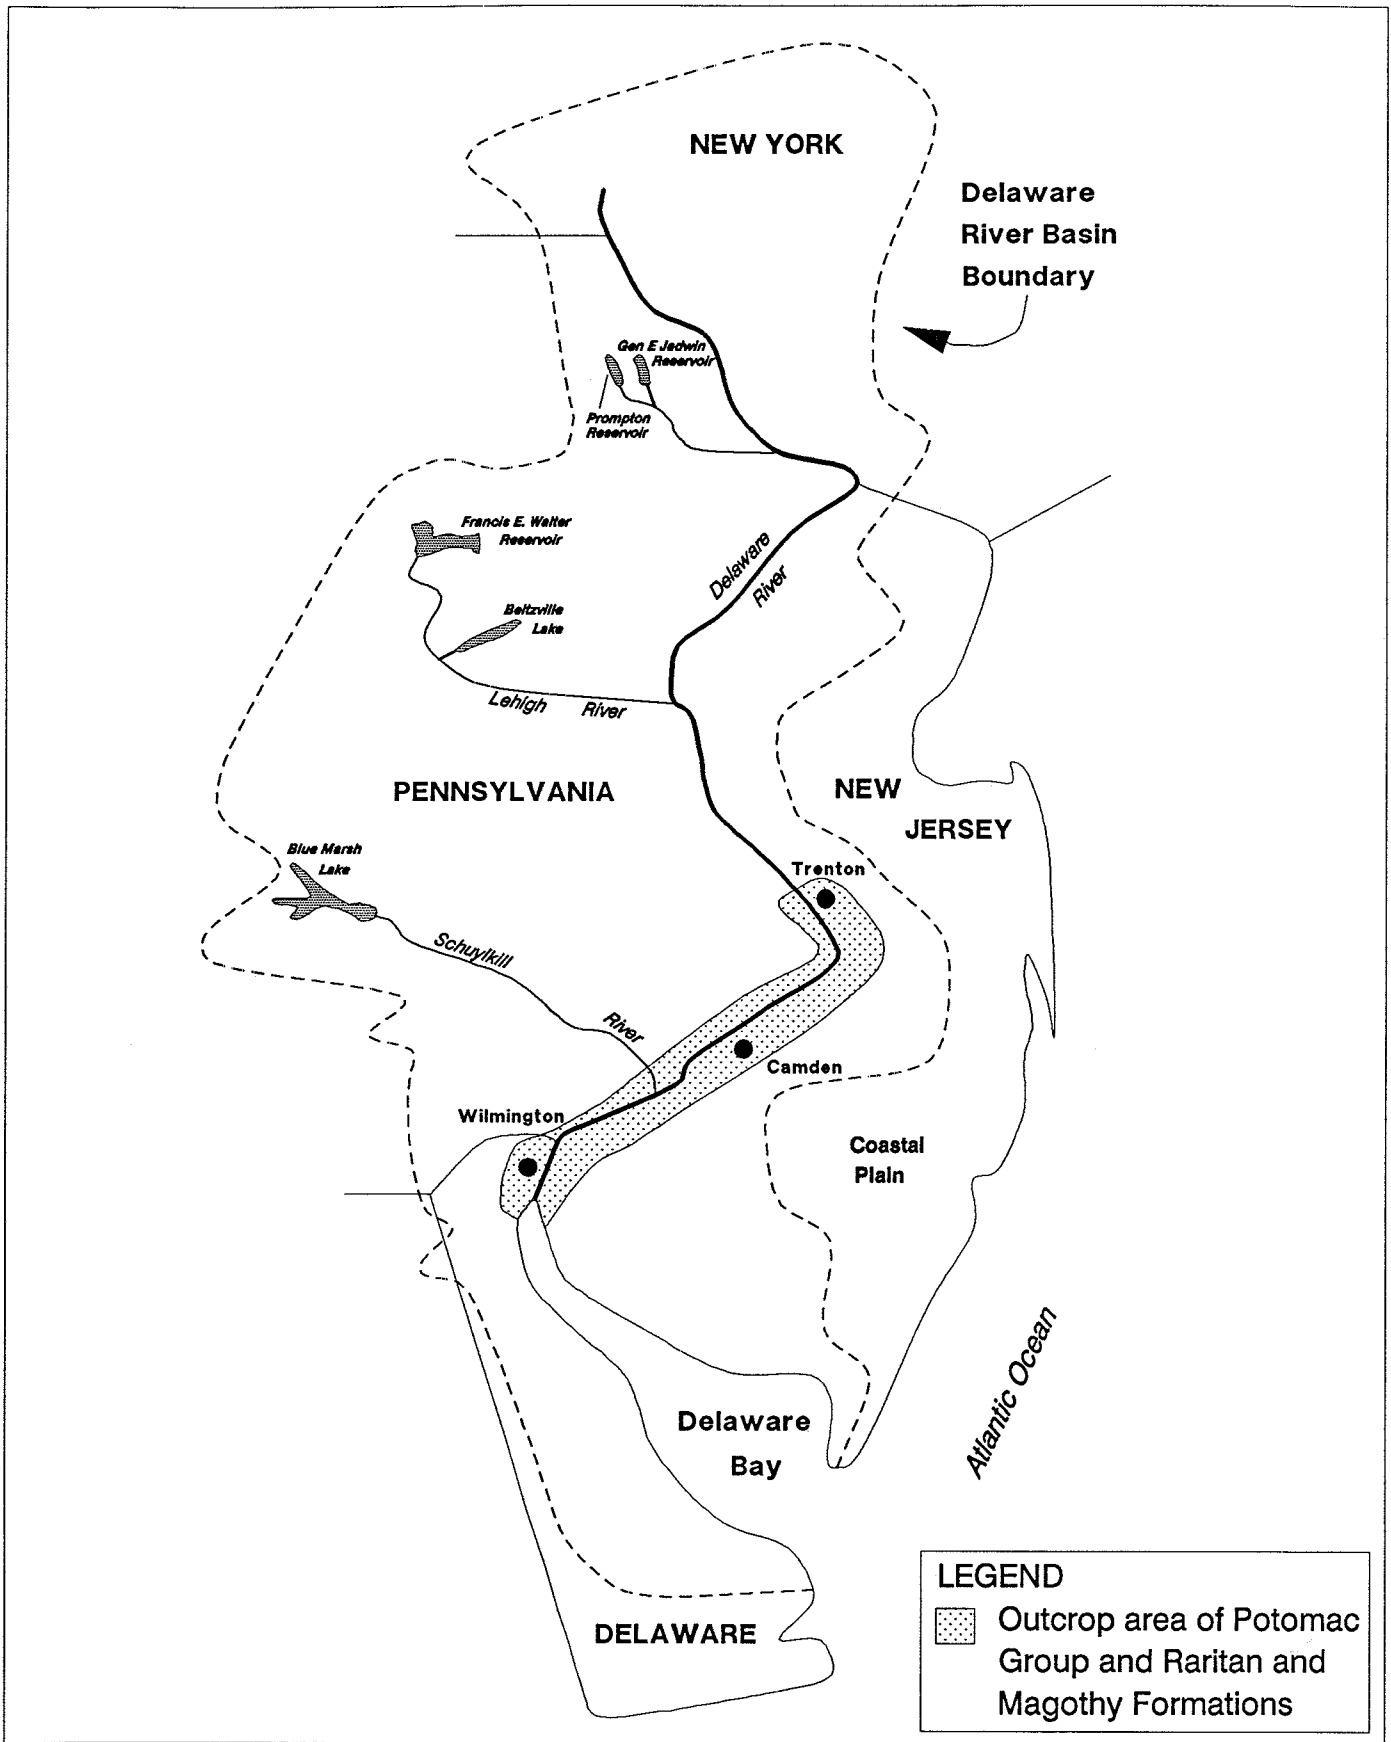 NEW YORK
Delaware
River Basin
Boundary
Gen E Jadwin
Reservoir
Prompton
Reservoir
Francis E. Walter
Reservoir
Delaware
River
Beltzville
Lake
Lehigh River
PENNSYLVANIA
NEW
JERSEY
Blue Marsh
Lake
Trenton
Schuylkill
River
Camden
Wilmington
Coastal
Plain
Atlantic Ocean
Delaware
Bay
DELAWARE
LEGEND
Outcrop area of Potomac
Group and Raritan and
Magothy Formations